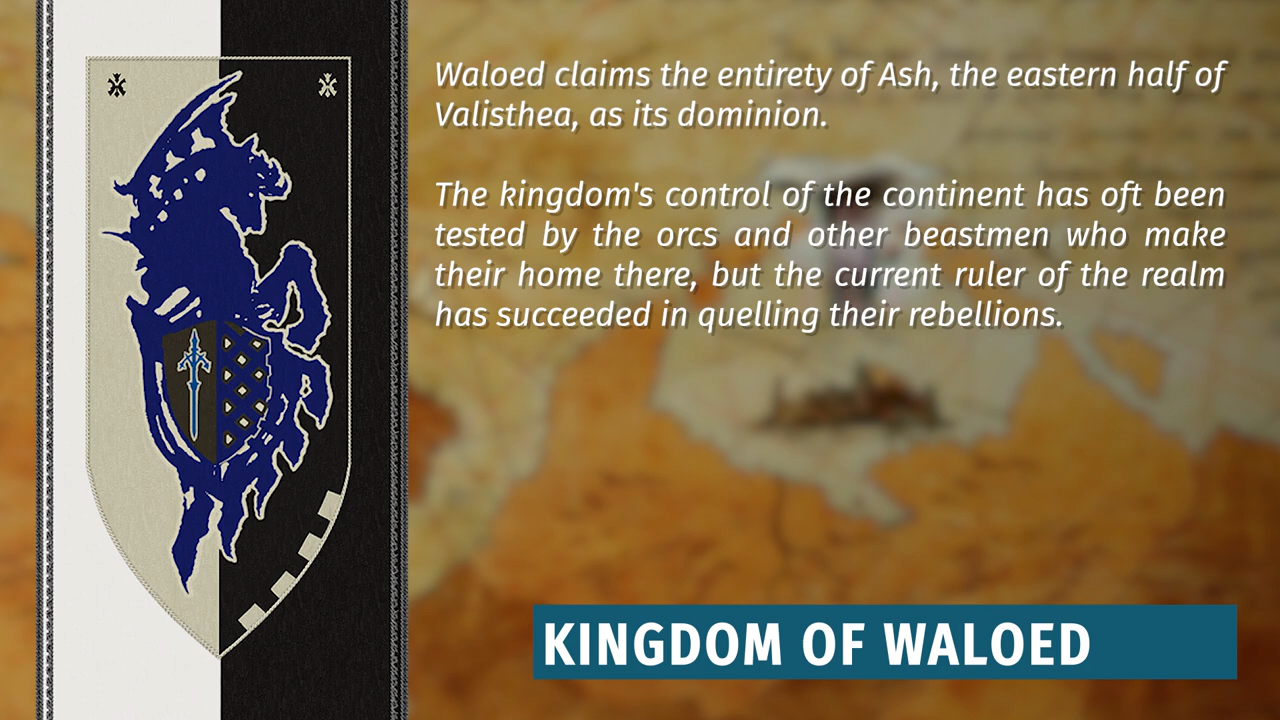 Waloed claims the entirety of Ash, the eastern half of
Valisthea, as its dominion.
The kingdom's control of the continent has oft been
tested by the orcs and other beastmen who make
their home there, but the current ruler of the realm
has succeeded in quelling their rebellions.
KINGDOM OF WALOED